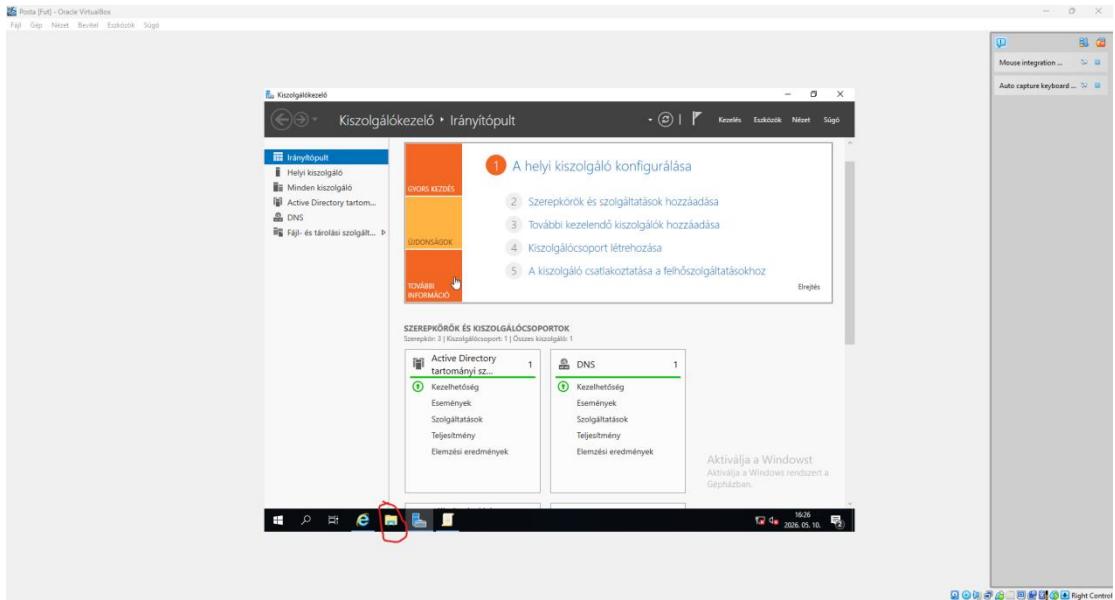 Posta [Fut] - Oracle VirtualBox
Fájl Gép Nézet Bevitel Eszközök Súgó
Mouse integration ...
Auto capture keyboard ...
Kiszolgálókezelő
Kiszolgálókezelő • Irányítópult
Kezelés Eszközök Nézet Súgó
Irányítópult
Helyi kiszolgáló
Minden kiszolgáló
Active Directory tartom...
DNS
Fájl- és tárolási szolgált...
GYORS KEZDÉS
ÚJDONSÁGOK
TOVÁBBI
INFORMÁCIÓ
1 A helyi kiszolgáló konfigurálása
2 Szerepkörök és szolgáltatások hozzáadása
3 További kezelendő kiszolgálók hozzáadása
4 Kiszolgálócsoport létrehozása
5 A kiszolgáló csatlakoztatása a felhőszolgáltatásokhoz
Elrejtés
SZEREPKÖRÖK ÉS KISZOLGÁLÓCSOPORTOK
Szerepkör: 3 | Kiszolgálócsoport: 1 | Összes kiszolgáló: 1
Active Directory
tartományi sz... 1
Kezelhetőség
Események
Szolgáltatások
Teljesítmény
Elemzési eredmények
DNS 1
Kezelhetőség
Események
Szolgáltatások
Teljesítmény
Elemzési eredmények
Aktiválja a Windowst
Aktiválja a Windows rendszert a
Gépházban.
16:26
2026. 05. 10.
2
Right Control